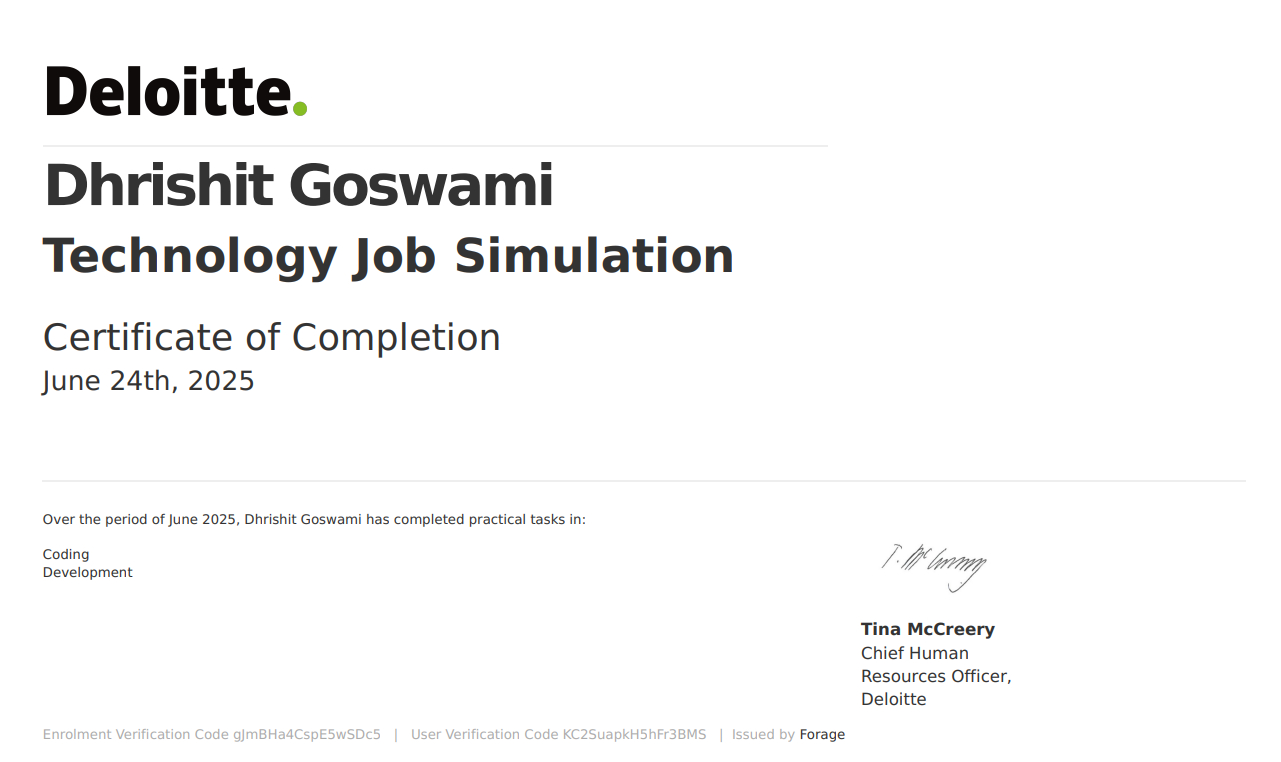 Deloitte.
Dhrishit Goswami
Technology Job Simulation
Certificate of Completion
June 24th, 2025
Over the period of June 2025, Dhrishit Goswami has completed practical tasks in:
Coding
Development
T. McCreery
Tina McCreery
Chief Human
Resources Officer,
Deloitte
Enrolment Verification Code gJmBHa4CspE5wSDc5 | User Verification Code KC2SuapkH5hFr3BMS | Issued by Forage